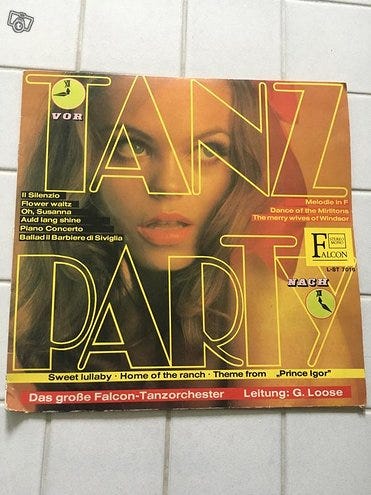 VOR
TANZ
Il Silenzio
Flower waltz
Oh, Susanna
Auld lang shine
Piano Concerto
Ballad Il Barbiere di Siviglia
Melodie in F
Dance of the Mirlitons
The merry wives of Windsor
STEREO
MONO
FALCON
L-ST 7016
NACH
PARTY
Sweet lullaby · Home of the ranch · Theme from „Prince Igor"
Das große Falcon-Tanzorchester Leitung: G. Loose